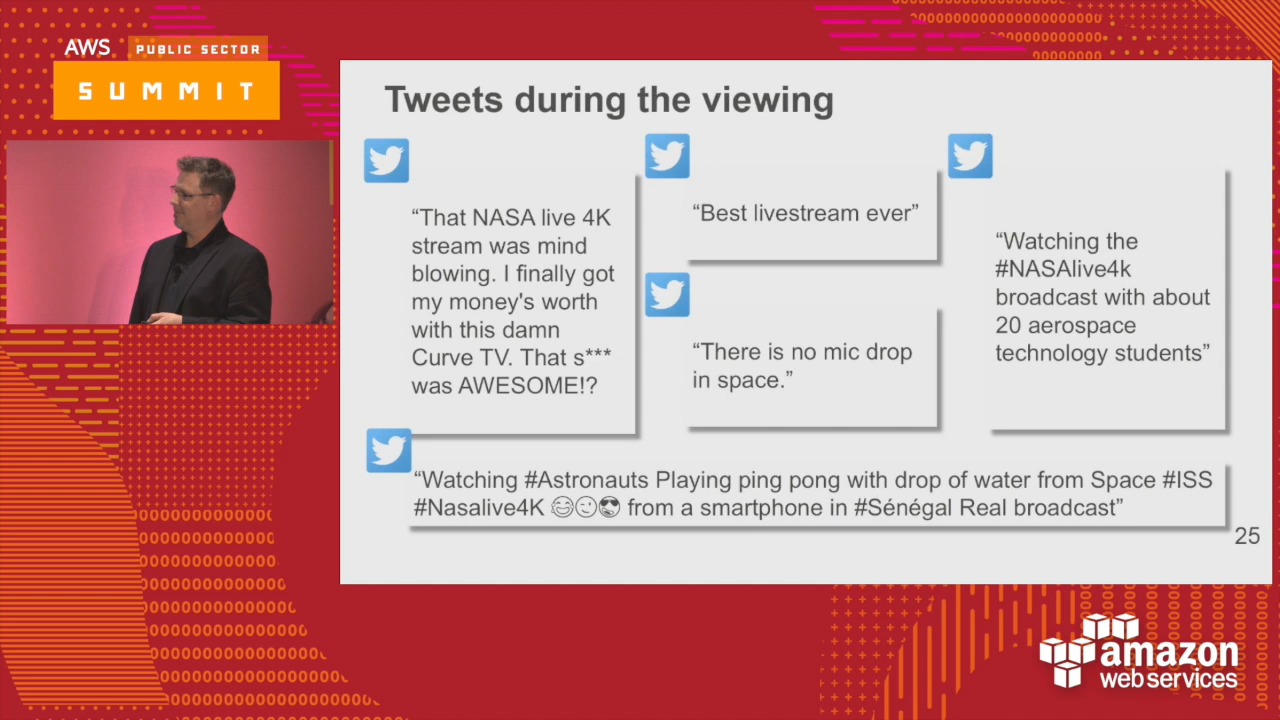 AWS PUBLIC SECTOR
SUMMIT
Tweets during the viewing
“That NASA live 4K
stream was mind
blowing. I finally got
my money's worth
with this damn
Curve TV. That s***
was AWESOME!?
“Best livestream ever”
“There is no mic drop
in space.”
“Watching the
#NASAlive4k
broadcast with about
20 aerospace
technology students”
“Watching #Astronauts Playing ping pong with drop of water from Space #ISS
#Nasalive4K 😂😉😎 from a smartphone in #Sénégal Real broadcast”
25
amazon
web services